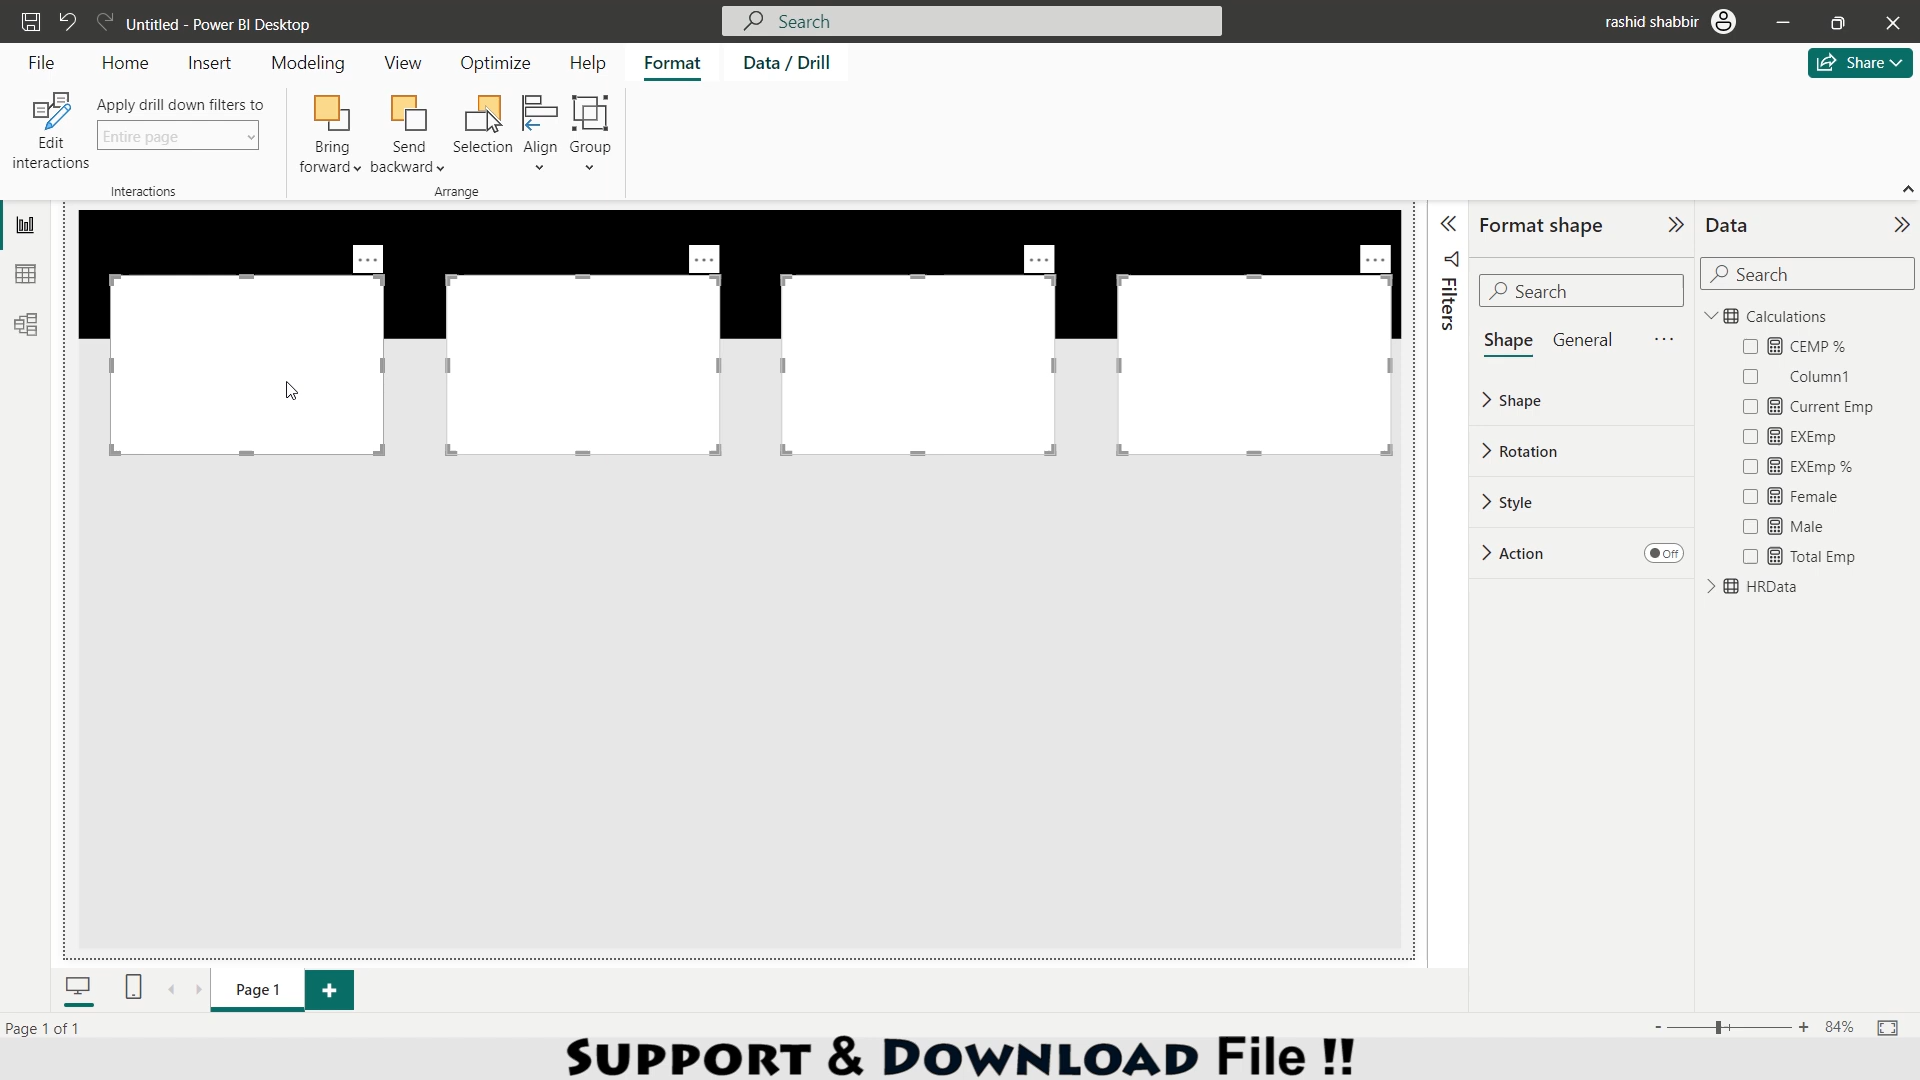 Untitled - Power BI Desktop
Search
rashid shabbir
File
Home
Insert
Modeling
View
Optimize
Help
Format
Data / Drill
Share
Edit
interactions
Apply drill down filters to
Entire page
Interactions
Bring
forward
Send
backward
Selection
Align
Group
Arrange
Filters
Format shape
Search
Shape
General
Shape
Rotation
Style
Action
Off
Data
Search
Calculations
CEMP %
Column1
Current Emp
EXEmp
EXEmp %
Female
Male
Total Emp
HRData
Page 1
Page 1 of 1
84%
Support & Download File !!